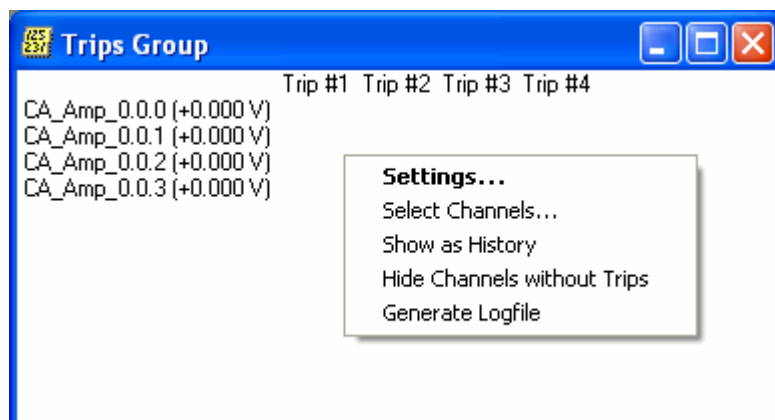 Trips Group
Trip #1 Trip #2 Trip #3 Trip #4
CA_Amp_0.0.0 (+0.000 V)
CA_Amp_0.0.1 (+0.000 V)
CA_Amp_0.0.2 (+0.000 V)
CA_Amp_0.0.3 (+0.000 V)
Settings...
Select Channels...
Show as History
Hide Channels without Trips
Generate Logfile